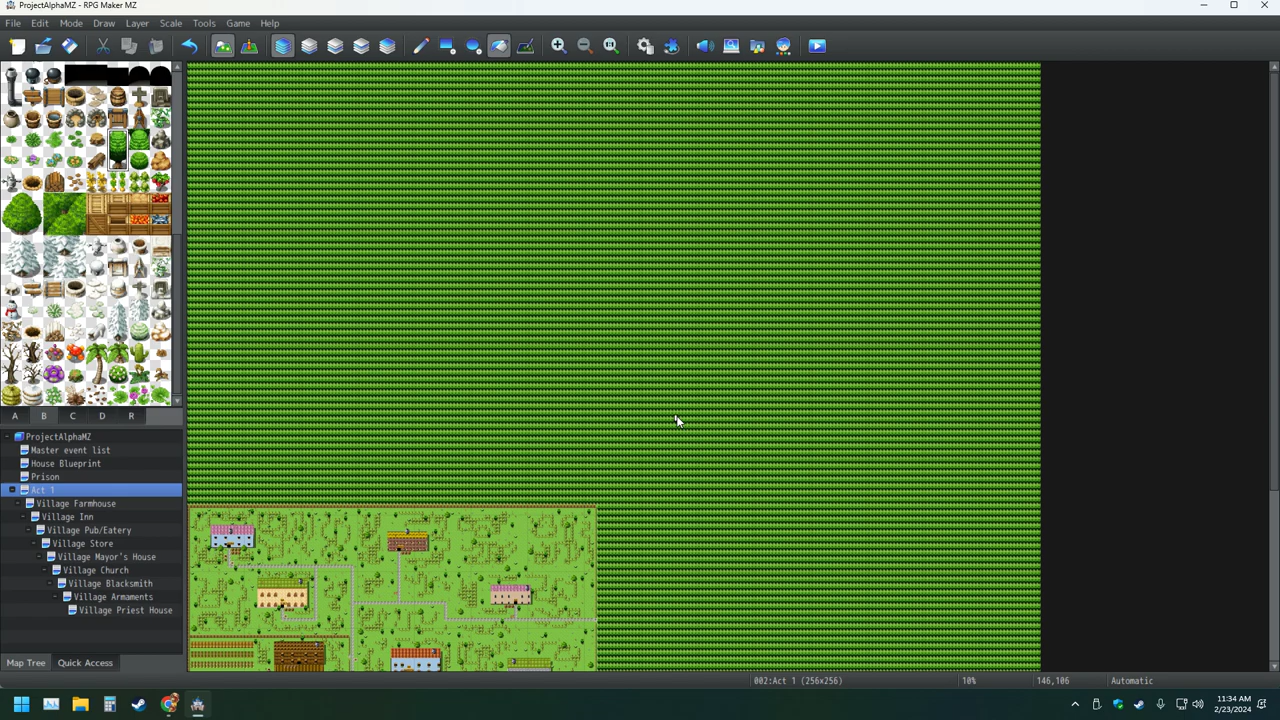 ProjectAlphaMZ - RPG Maker MZ
File Edit Mode Draw Layer Scale Tools Game Help
A B C D R
ProjectAlphaMZ
Master event list
House Blueprint
Prison
Act 1
Village Farmhouse
Village Inn
Village Pub/Eatery
Village Store
Village Mayor's House
Village Church
Village Blacksmith
Village Armaments
Village Priest House
Map Tree Quick Access
002:Act 1 (256x256) 10% 146,106 Automatic
11:34 AM
2/23/2024